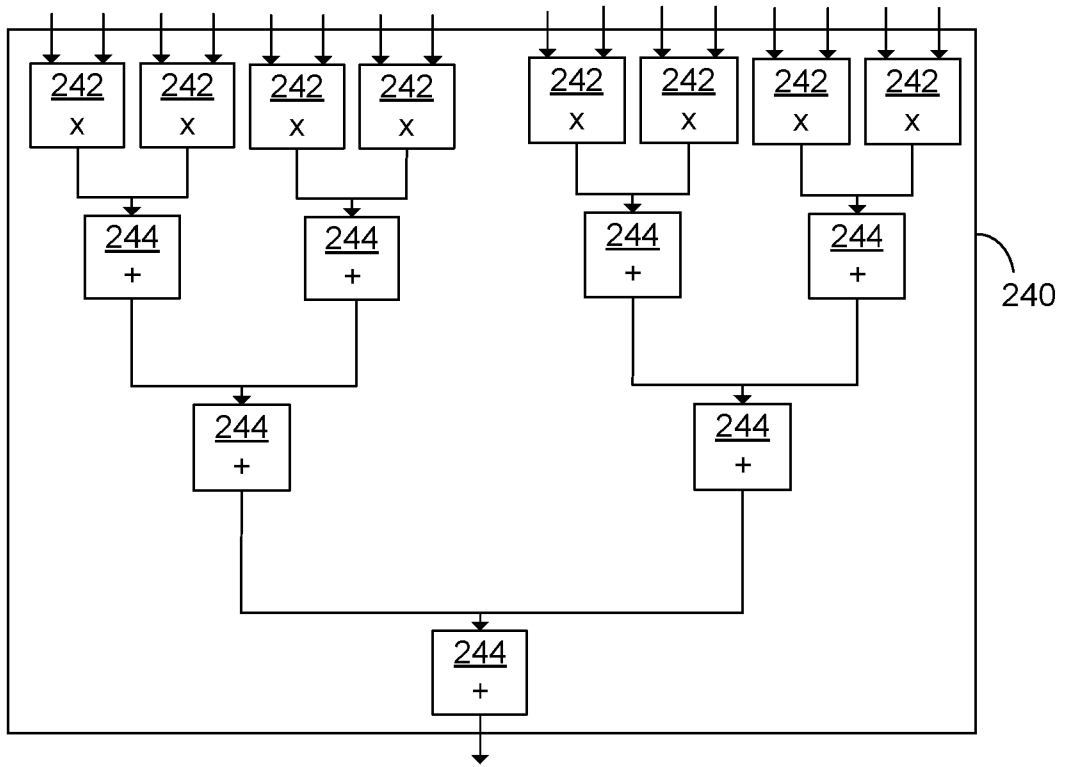 242 242 242 242 242 242 242 242
x x x x x x x x
244 244 244 244
+ + + +
240
244 244
+ +
244
+